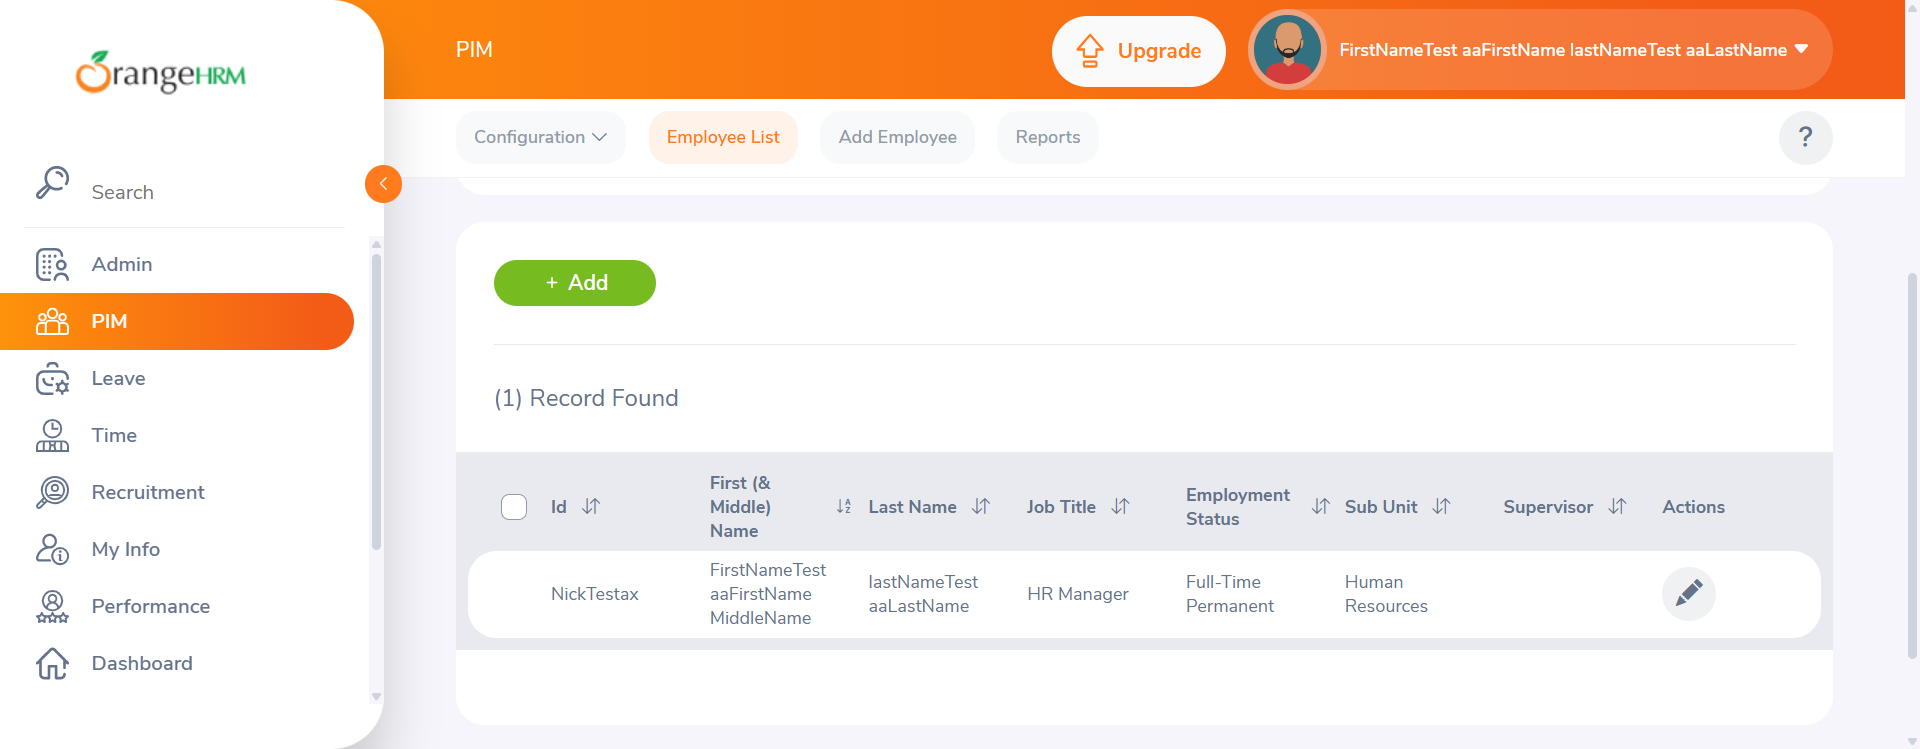 orangeHRM
PIM
Upgrade
FirstNameTest aaFirstName lastNameTest aaLastName
Configuration
Employee List
Add Employee
Reports
?
Search
Admin
PIM
Leave
Time
Recruitment
My Info
Performance
Dashboard
+ Add
(1) Record Found
Id
First (&
Middle)
Name
Last Name
Job Title
Employment
Status
Sub Unit
Supervisor
Actions
NickTestax
FirstNameTest
aaFirstName
MiddleName
lastNameTest
aaLastName
HR Manager
Full-Time
Permanent
Human
Resources